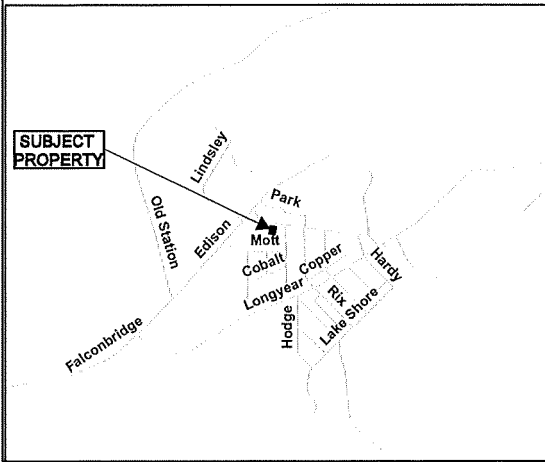 SUBJECT
PROPERTY
Lindsley
Park
Old Station
Edison
Mott
Cobalt
Copper
Hardy
Longyear
Rix
Hodge
Lake Shore
Falconbridge